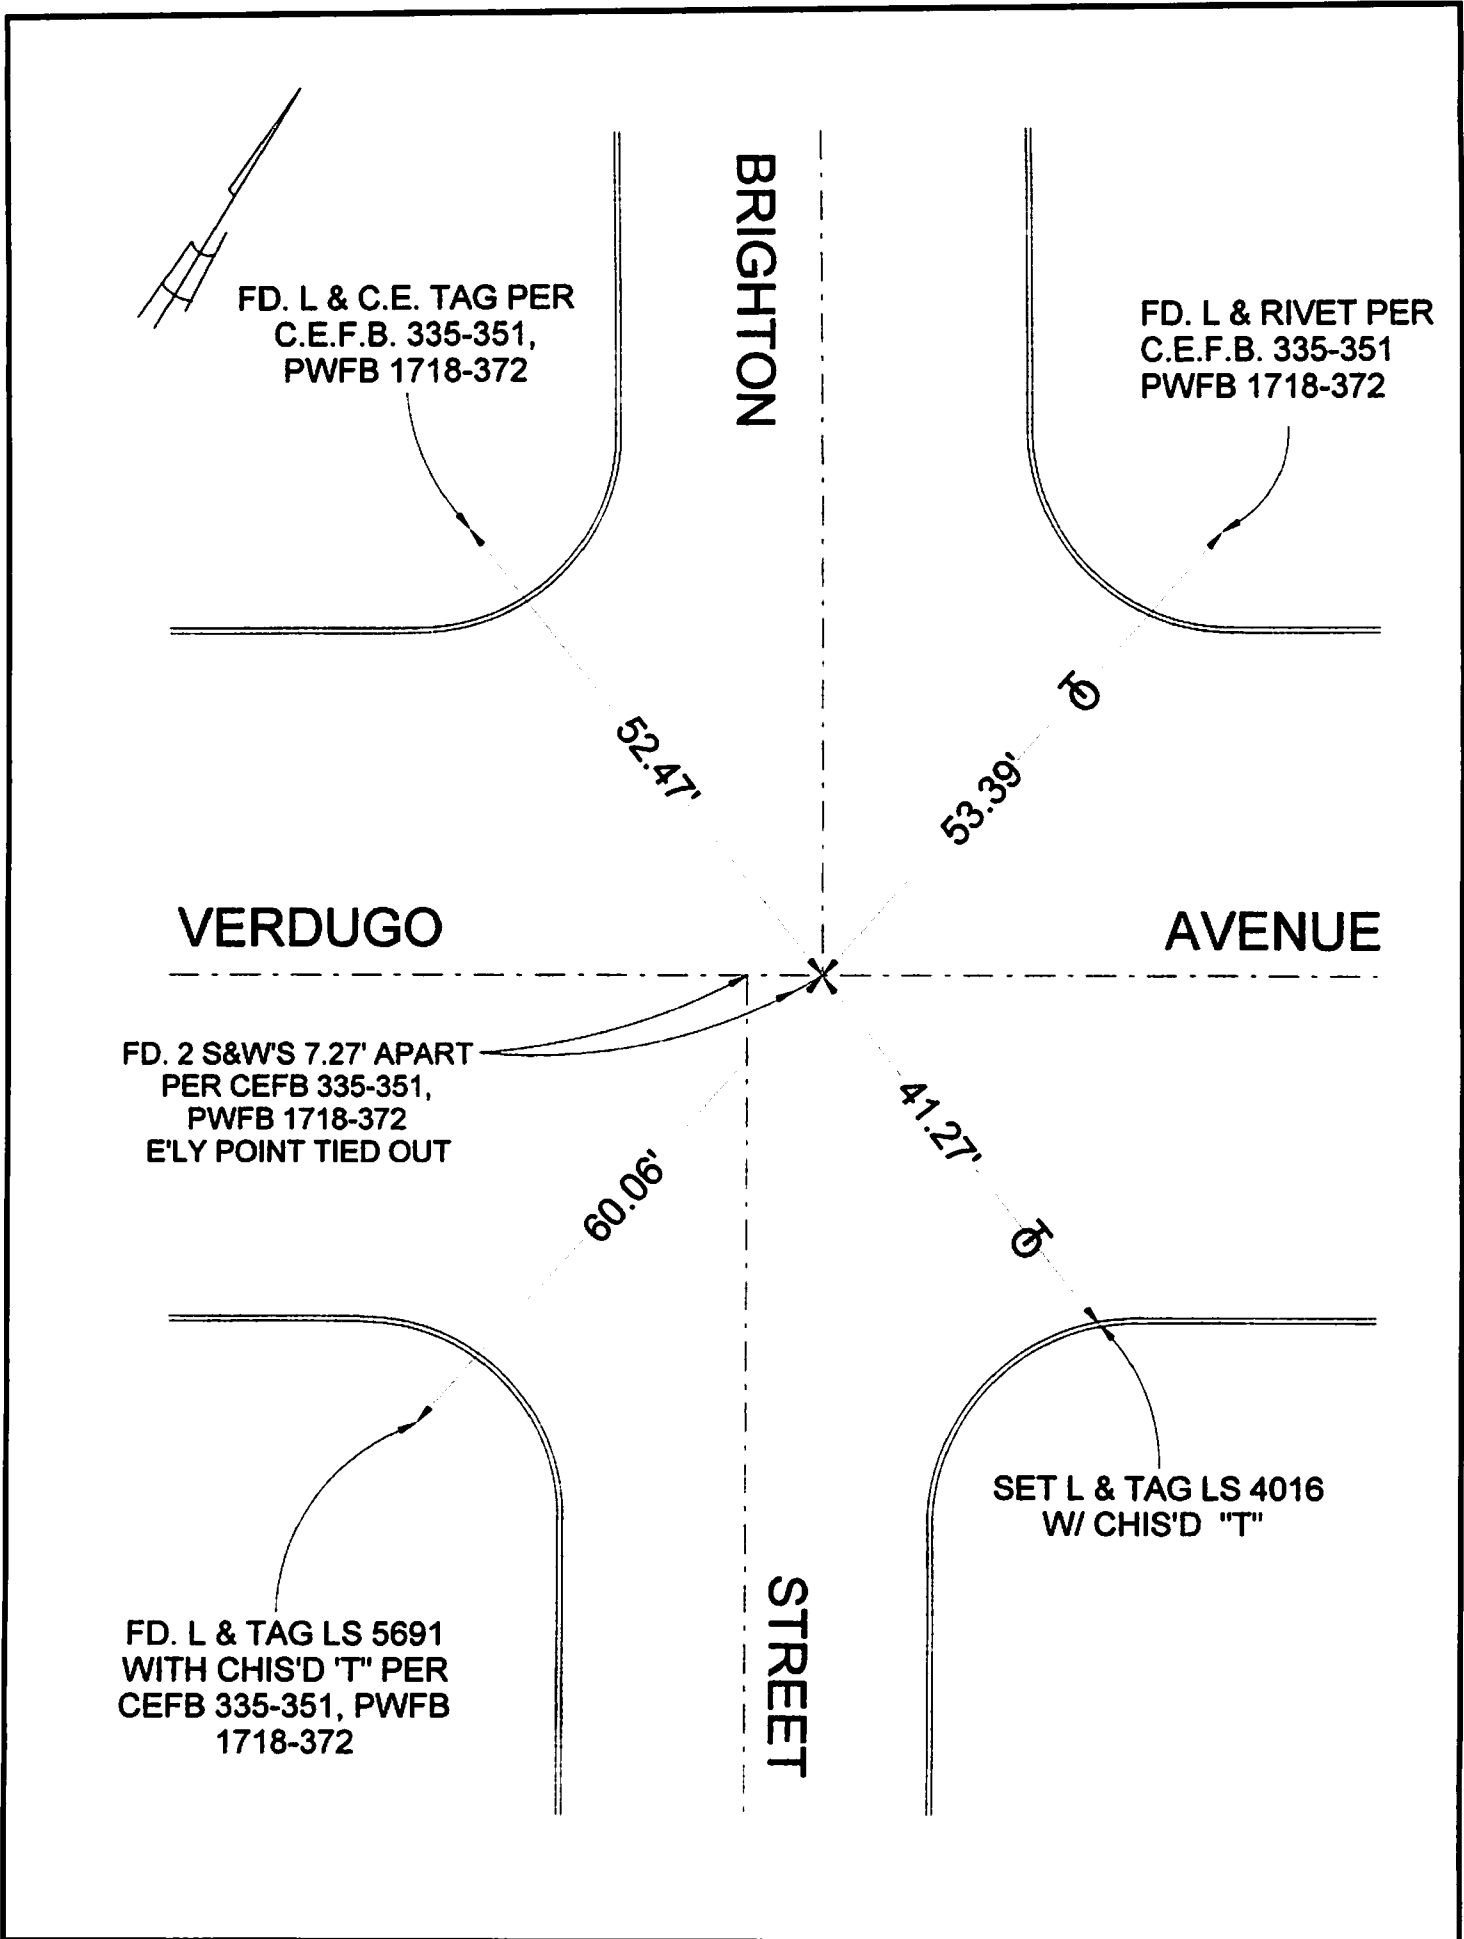 BRIGHTON
FD. L & C.E. TAG PER
C.E.F.B. 335-351,
PWFB 1718-372
FD. L & RIVET PER
C.E.F.B. 335-351
PWFB 1718-372
52.47'
53.39'
VERDUGO
AVENUE
FD. 2 S&W'S 7.27' APART
PER CEFB 335-351,
PWFB 1718-372
E'LY POINT TIED OUT
60.06'
41.27'
SET L & TAG LS 4016
W/ CHIS'D "T"
STREET
FD. L & TAG LS 5691
WITH CHIS'D 'T" PER
CEFB 335-351, PWFB
1718-372